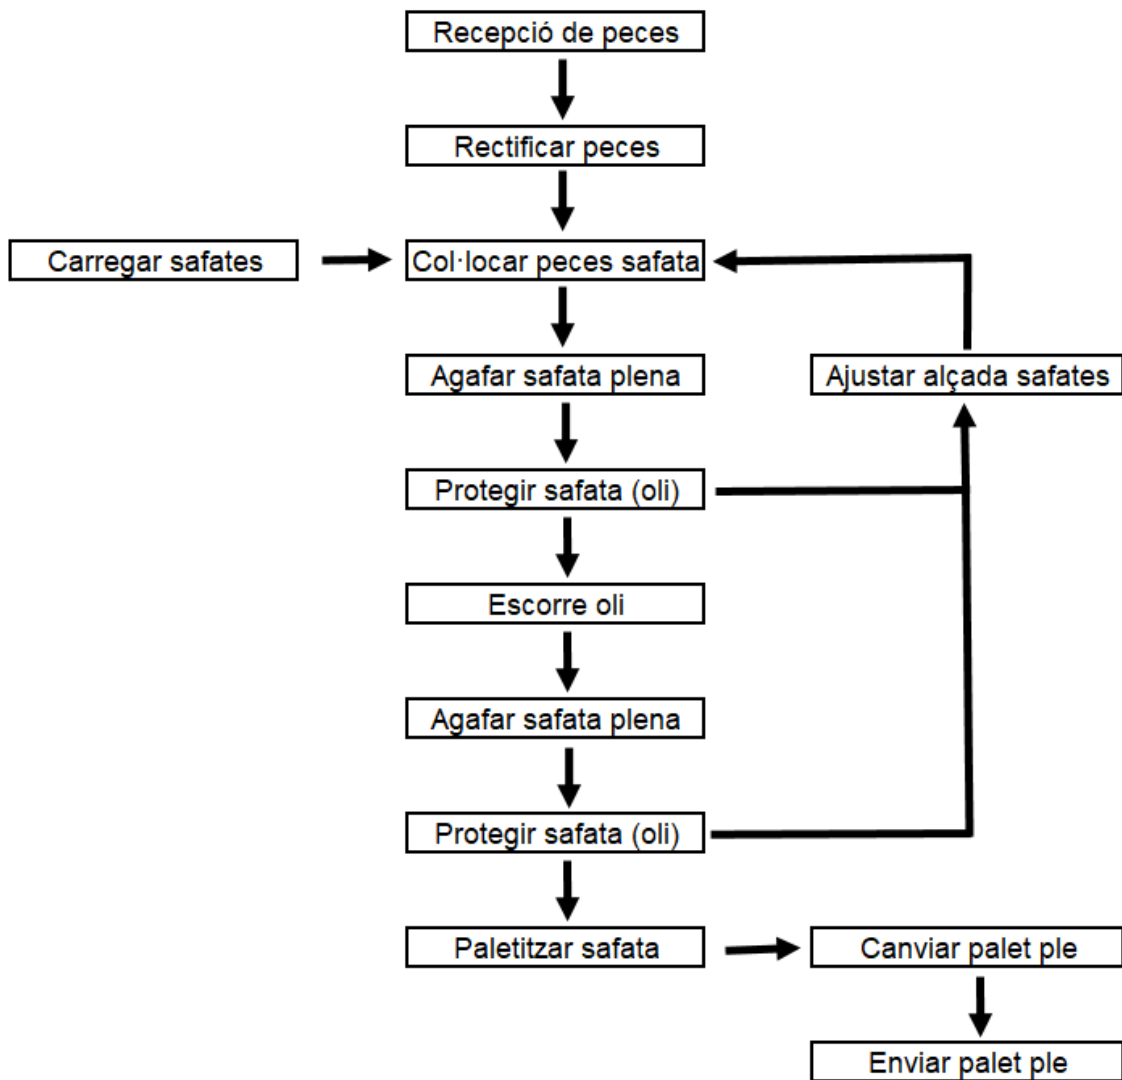 Recepció de peces
Rectificar peces
Carregar safates
Col·locar peces safata
Agafar safata plena
Ajustar alçada safates
Protegir safata (oli)
Escorre oli
Agafar safata plena
Protegir safata (oli)
Paletitzar safata
Canviar palet ple
Enviar palet ple